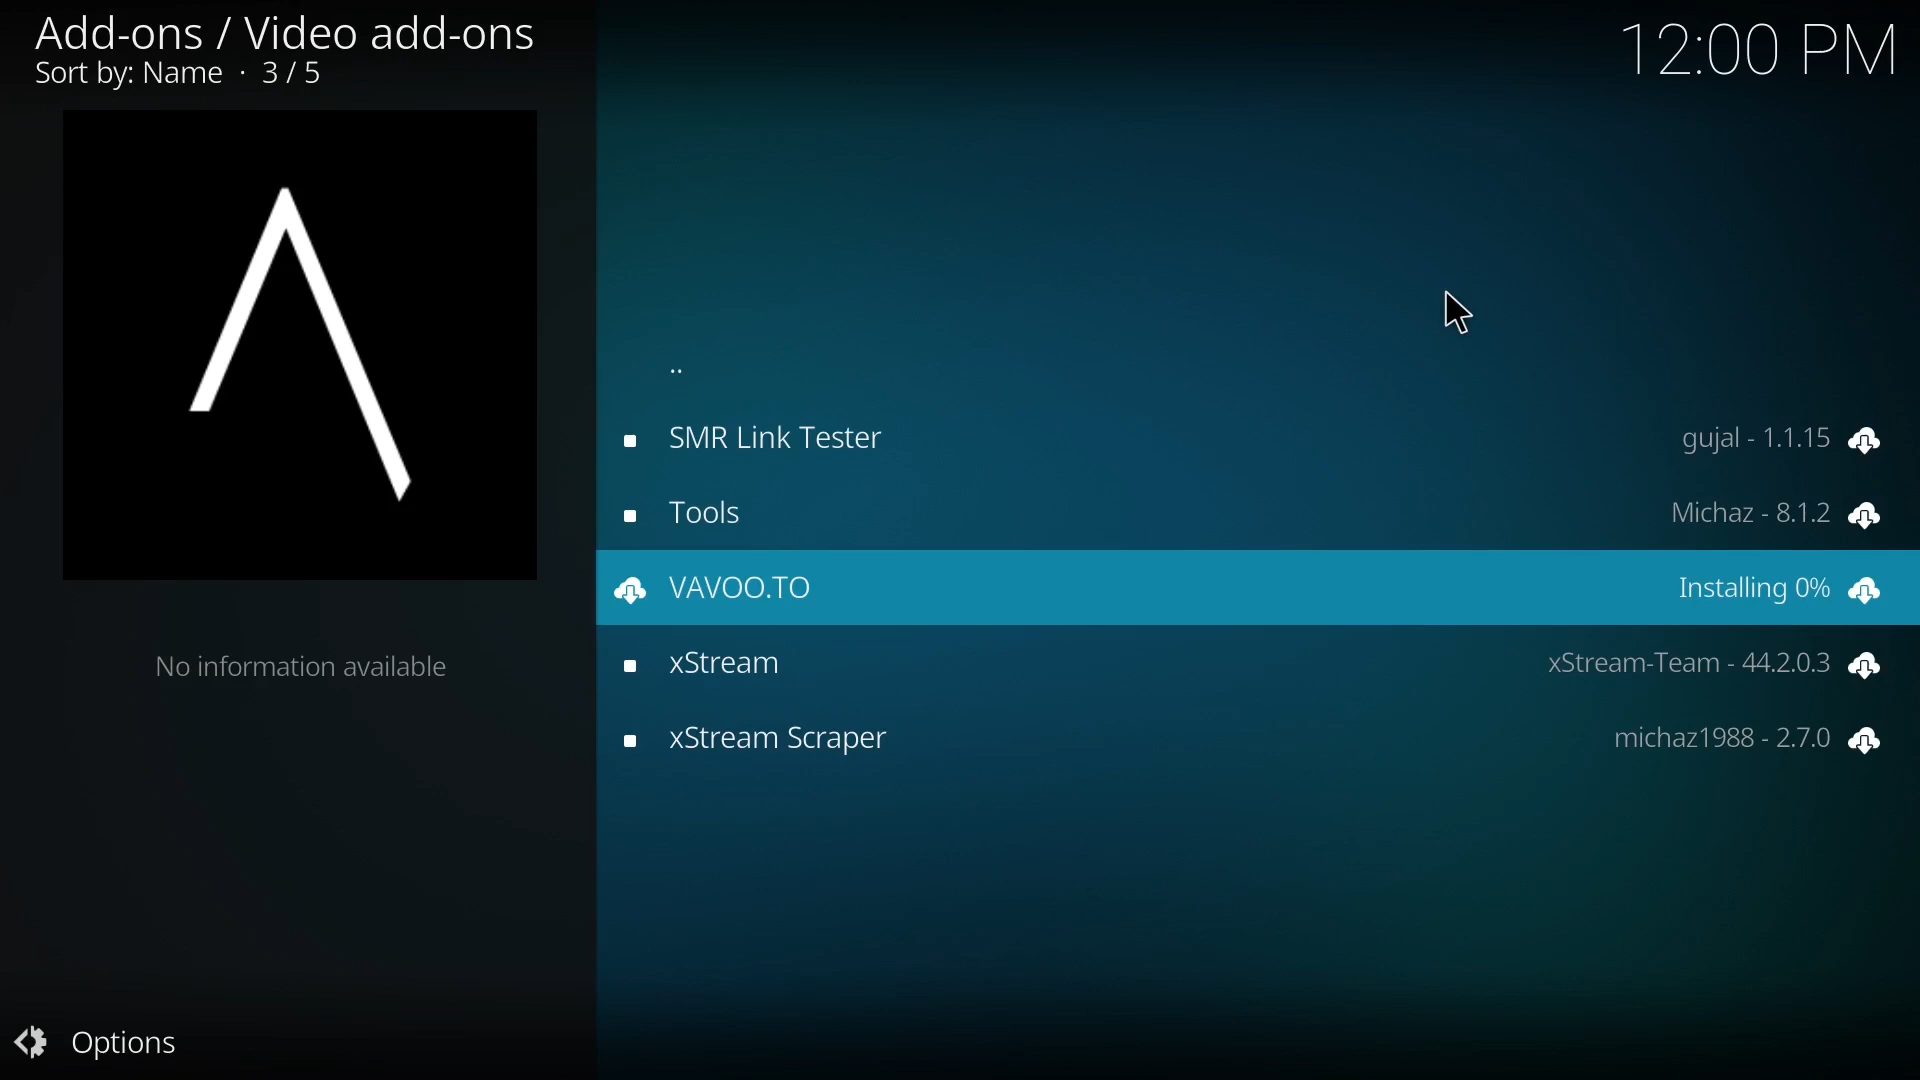 Add-ons / Video add-ons
Sort by: Name · 3 / 5
12:00 PM
..
SMR Link Tester
gujal - 1.1.15
Tools
Michaz - 8.1.2
VAVOO.TO
Installing 0%
xStream
xStream-Team - 44.2.0.3
xStream Scraper
michaz1988 - 2.7.0
No information available
Options